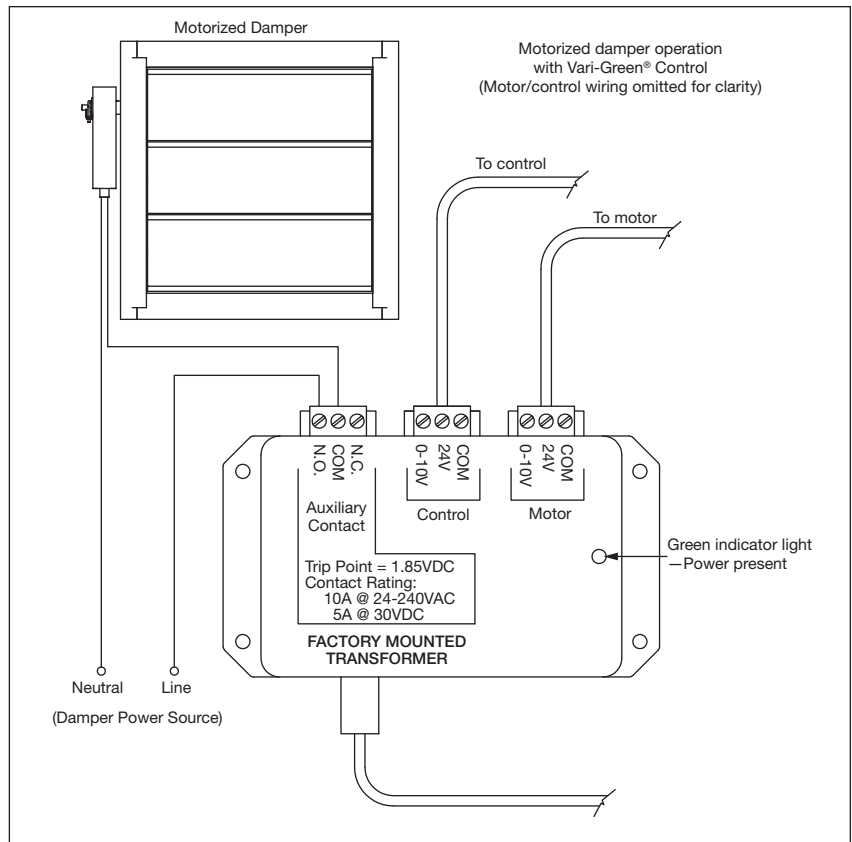 Motorized Damper
Motorized damper operation
with Vari-Green® Control
(Motor/control wiring omitted for clarity)
To control
To motor
N.O.
COM
N.C.
0-10V
24V
COM
0-10V
24V
COM
Auxiliary
Contact
Control
Motor
Trip Point = 1.85VDC
Contact Rating:
10A @ 24-240VAC
5A @ 30VDC
Green indicator light
—Power present
FACTORY MOUNTED
TRANSFORMER
Neutral
Line
(Damper Power Source)